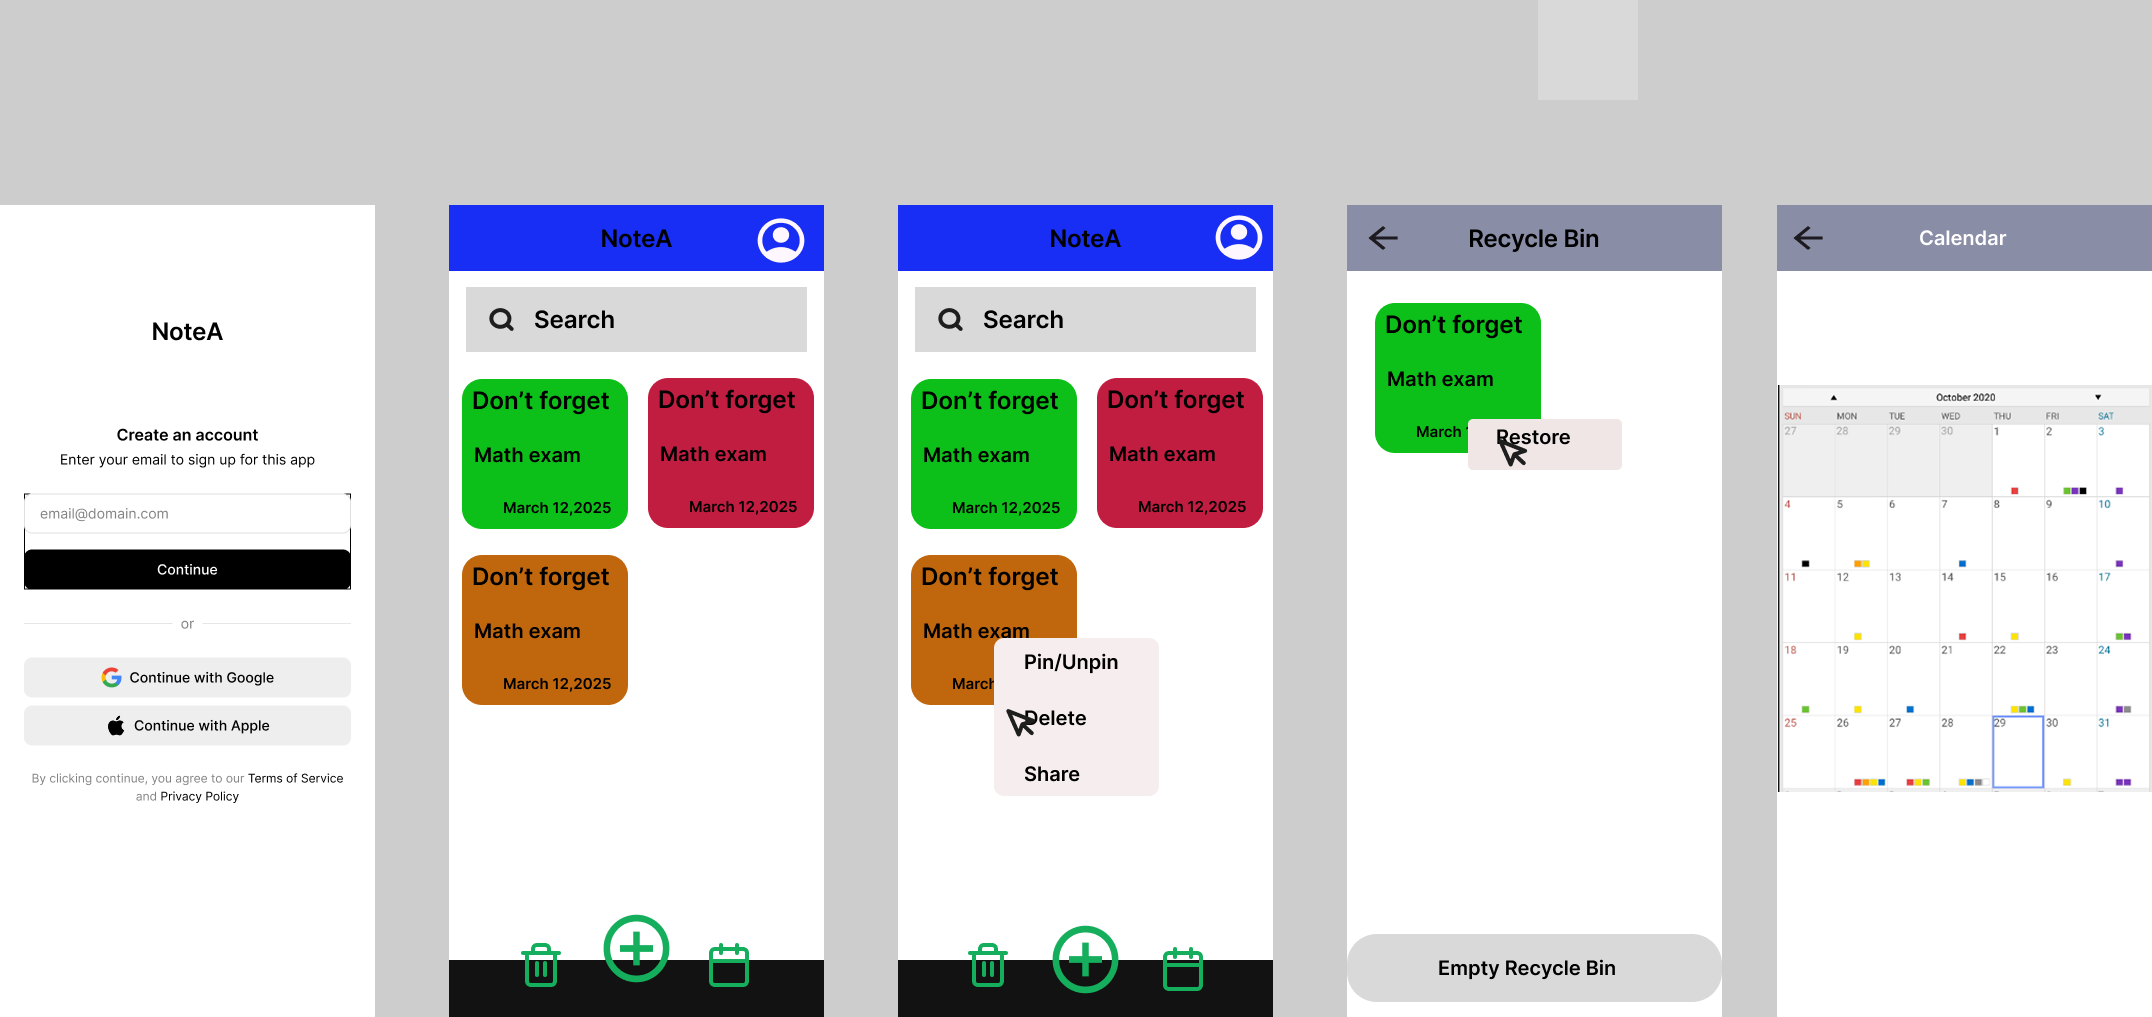 NoteA
Create an account
Enter your email to sign up for this app
email@domain.com
Continue
or
Continue with Google
Continue with Apple
By clicking continue, you agree to our Terms of Service
and Privacy Policy
NoteA
Search
Don't forget
Math exam
March 12,2025
Don't forget
Math exam
March 12,2025
Don't forget
Math exam
March 12,2025
NoteA
Search
Don't forget
Math exam
March 12,2025
Don't forget
Math exam
March 12,2025
Don't forget
Math exam
March
Pin/Unpin
Delete
Share
Recycle Bin
Don't forget
Math exam
March
Restore
Empty Recycle Bin
Calendar
October 2020
SUN MON TUE WED THU FRI SAT
27 28 29 30 1 2 3
4 5 6 7 8 9 10
11 12 13 14 15 16 17
18 19 20 21 22 23 24
25 26 27 28 29 30 31